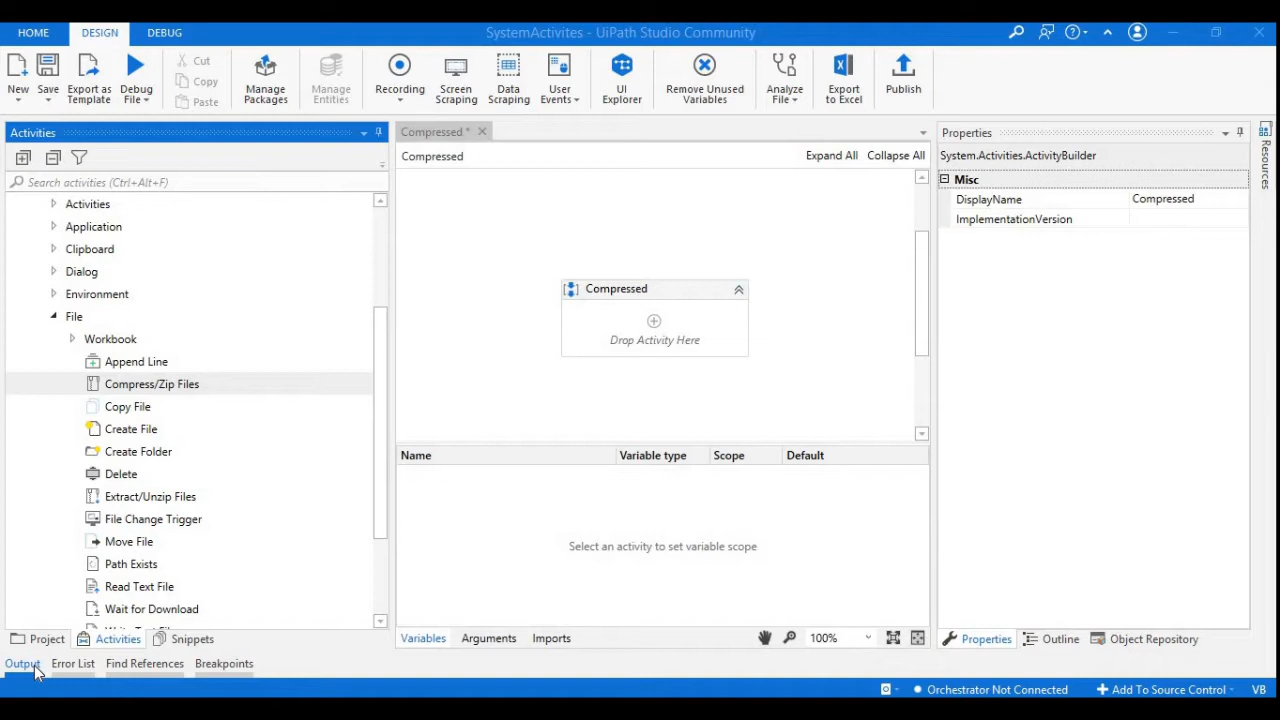 HOME DESIGN DEBUG SystemActivites - UiPath Studio Community
New Save Export as Template Debug File Cut Copy Paste Manage Packages Manage Entities Recording Screen Scraping Data Scraping User Events UI Explorer Remove Unused Variables Analyze File Export to Excel Publish
Activities
Search activities (Ctrl+Alt+F)
Activities
Application
Clipboard
Dialog
Environment
File
Workbook
Append Line
Compress/Zip Files
Copy File
Create File
Create Folder
Delete
Extract/Unzip Files
File Change Trigger
Move File
Path Exists
Read Text File
Wait for Download
Project Activities Snippets
Compressed *
Compressed Expand All Collapse All
Compressed
Drop Activity Here
Name Variable type Scope Default
Select an activity to set variable scope
Variables Arguments Imports 100%
Properties
System.Activities.ActivityBuilder
Misc
DisplayName Compressed
ImplementationVersion
Properties Outline Object Repository
Resources
Output Error List Find References Breakpoints
Orchestrator Not Connected Add To Source Control VB